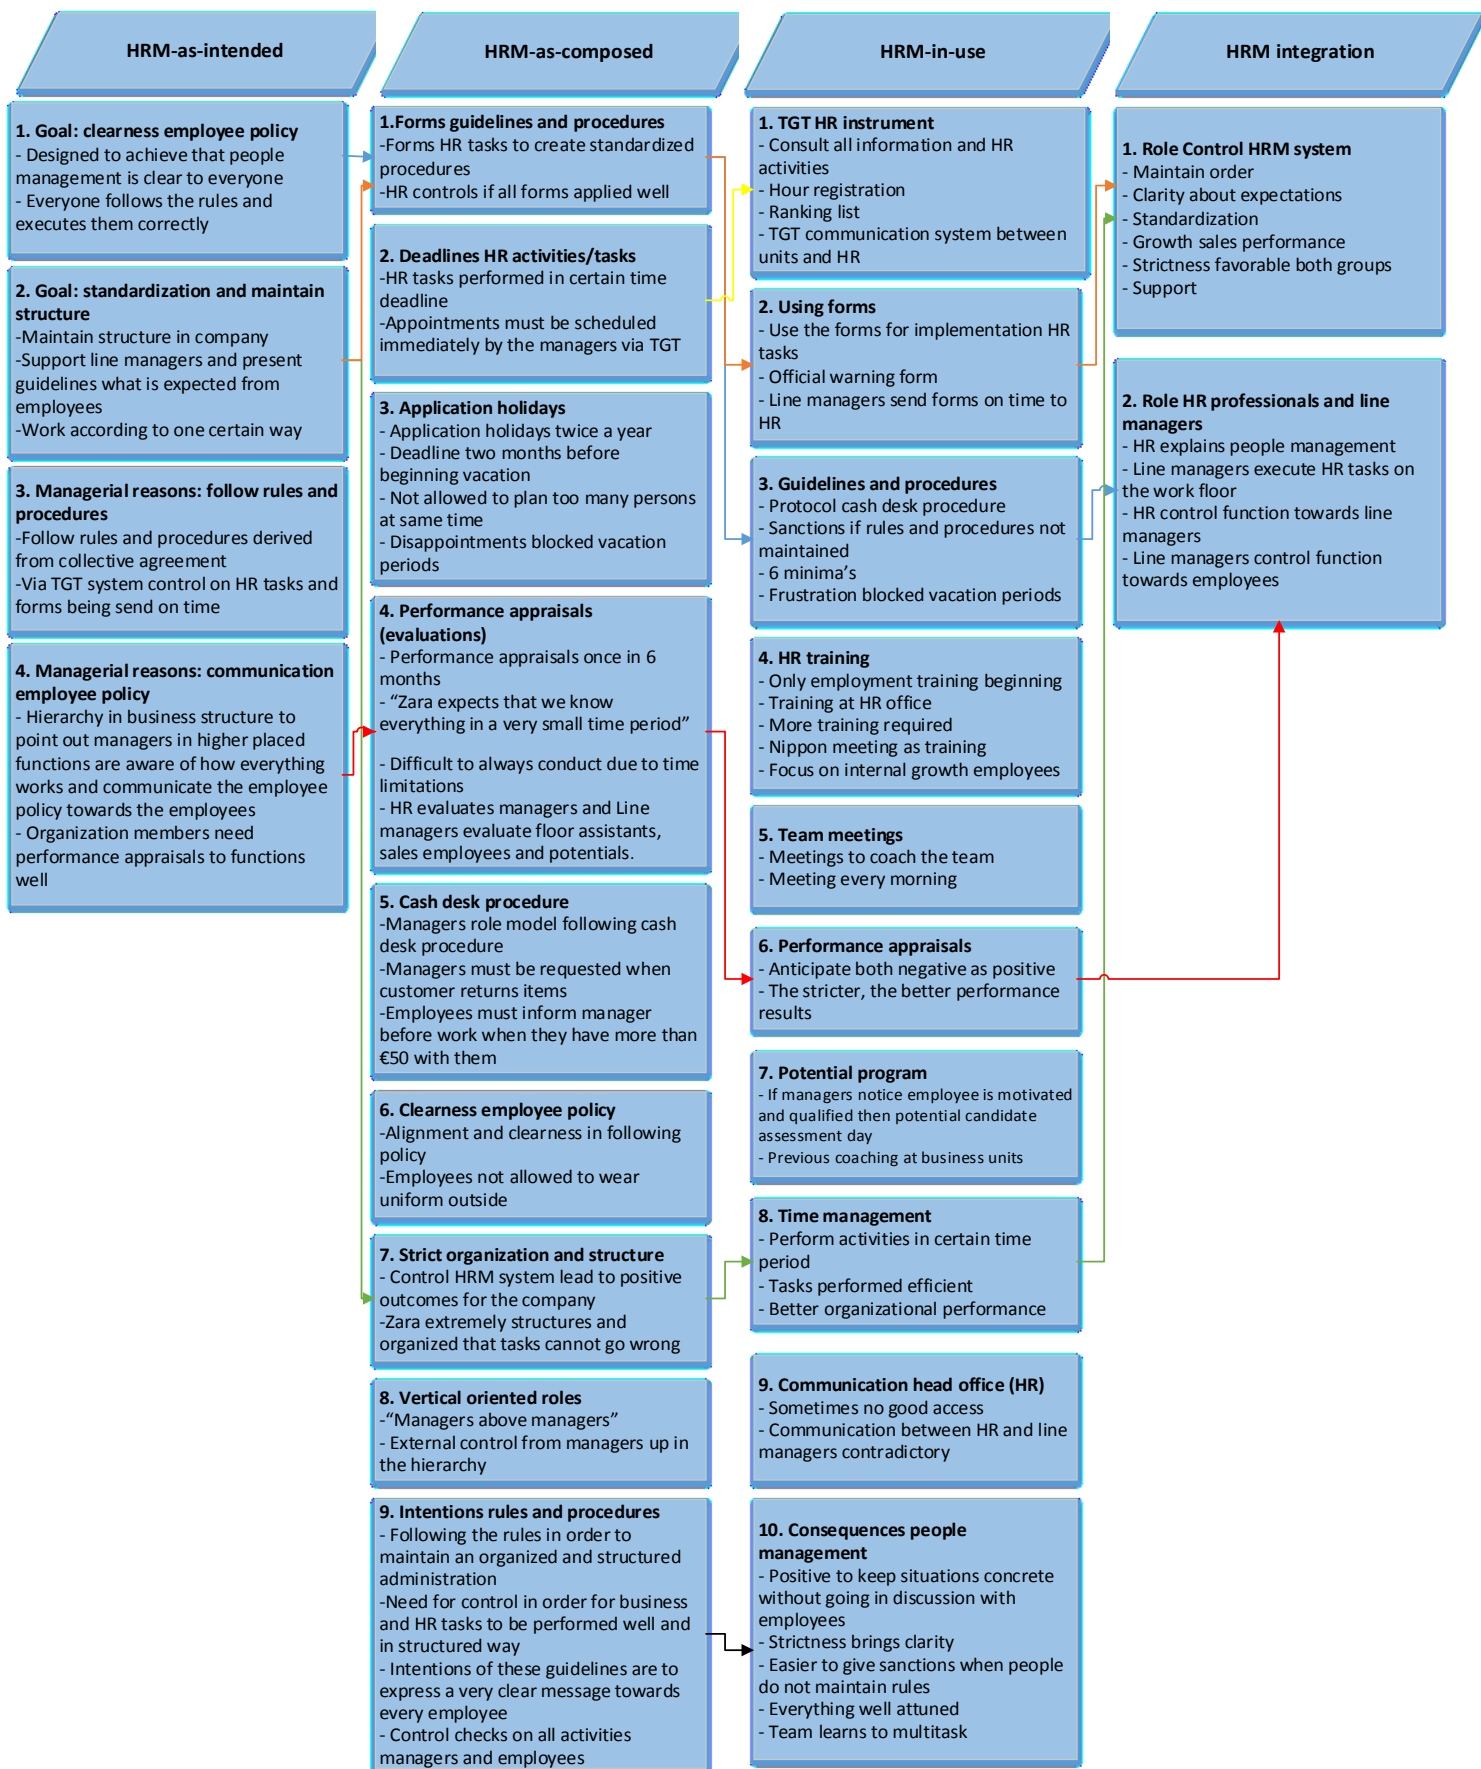 HRM-as-intended
HRM-as-composed
HRM-in-use
HRM integration
1. Goal: clearness employee policy
- Designed to achieve that people
management is clear to everyone
- Everyone follows the rules and
executes them correctly
2. Goal: standardization and maintain
structure
-Maintain structure in company
-Support line managers and present
guidelines what is expected from
employees
-Work according to one certain way
3. Managerial reasons: follow rules and
procedures
-Follow rules and procedures derived
from collective agreement
-Via TGT system control on HR tasks and
forms being send on time
4. Managerial reasons: communication
employee policy
- Hierarchy in business structure to
point out managers in higher placed
functions are aware of how everything
works and communicate the employee
policy towards the employees
- Organization members need
performance appraisals to functions
well
1.Forms guidelines and procedures
-Forms HR tasks to create standardized
procedures
-HR controls if all forms applied well
2. Deadlines HR activities/tasks
-HR tasks performed in certain time
deadline
-Appointments must be scheduled
immediately by the managers via TGT
3. Application holidays
- Application holidays twice a year
- Deadline two months before
beginning vacation
- Not allowed to plan too many persons
at same time
- Disappointments blocked vacation
periods
4. Performance appraisals
(evaluations)
- Performance appraisals once in 6
months
- “Zara expects that we know
everything in a very small time period”
- Difficult to always conduct due to time
limitations
- HR evaluates managers and Line
managers evaluate floor assistants,
sales employees and potentials.
5. Cash desk procedure
-Managers role model following cash
desk procedure
-Managers must be requested when
customer returns items
-Employees must inform manager
before work when they have more than
€50 with them
6. Clearness employee policy
-Alignment and clearness in following
policy
-Employees not allowed to wear
uniform outside
7. Strict organization and structure
- Control HRM system lead to positive
outcomes for the company
-Zara extremely structures and
organized that tasks cannot go wrong
8. Vertical oriented roles
-“Managers above managers”
- External control from managers up in
the hierarchy
9. Intentions rules and procedures
- Following the rules in order to
maintain an organized and structured
administration
-Need for control in order for business
and HR tasks to be performed well and
in structured way
- Intentions of these guidelines are to
express a very clear message towards
every employee
- Control checks on all activities
managers and employees
1. TGT HR instrument
- Consult all information and HR
activities
- Hour registration
- Ranking list
- TGT communication system between
units and HR
2. Using forms
- Use the forms for implementation HR
tasks
- Official warning form
- Line managers send forms on time to
HR
3. Guidelines and procedures
- Protocol cash desk procedure
- Sanctions if rules and procedures not
maintained
- 6 minima’s
- Frustration blocked vacation periods
4. HR training
- Only employment training beginning
- Training at HR office
- More training required
- Nippon meeting as training
- Focus on internal growth employees
5. Team meetings
- Meetings to coach the team
- Meeting every morning
6. Performance appraisals
- Anticipate both negative as positive
- The stricter, the better performance
results
7. Potential program
- If managers notice employee is motivated
and qualified then potential candidate
assessment day
- Previous coaching at business units
8. Time management
- Perform activities in certain time
period
- Tasks performed efficient
- Better organizational performance
9. Communication head office (HR)
- Sometimes no good access
- Communication between HR and line
managers contradictory
10. Consequences people
management
- Positive to keep situations concrete
without going in discussion with
employees
- Strictness brings clarity
- Easier to give sanctions when people
do not maintain rules
- Everything well attuned
- Team learns to multitask
1. Role Control HRM system
- Maintain order
- Clarity about expectations
- Standardization
- Growth sales performance
- Strictness favorable both groups
- Support
2. Role HR professionals and line
managers
- HR explains people management
- Line managers execute HR tasks on
the work floor
- HR control function towards line
managers
- Line managers control function
towards employees